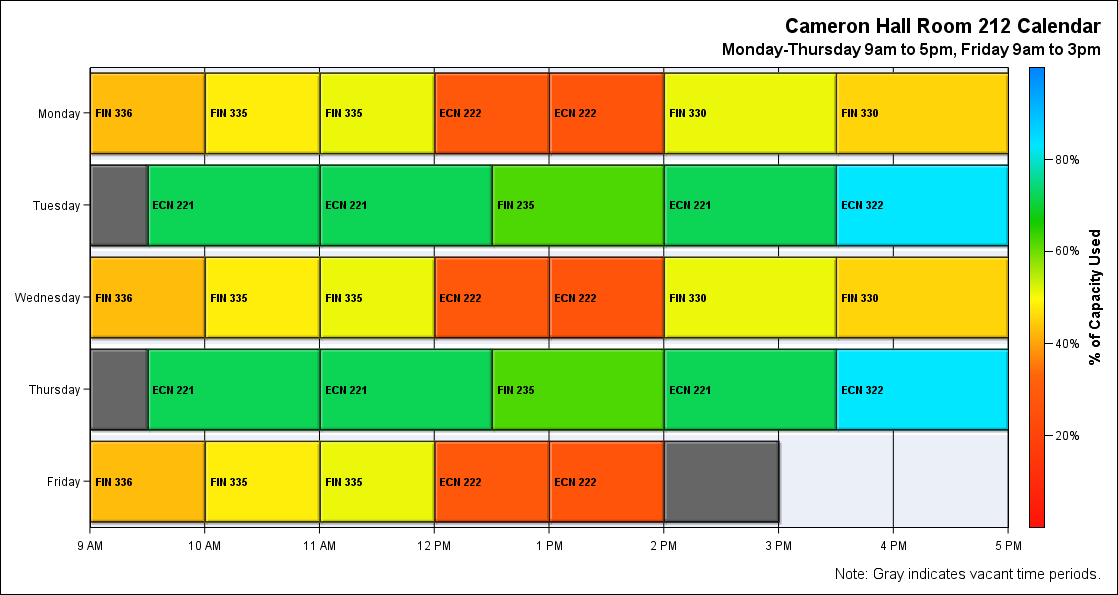 Cameron Hall Room 212 Calendar
Monday-Thursday 9am to 5pm, Friday 9am to 3pm
Monday FIN 336 FIN 335 FIN 335 ECN 222 ECN 222 FIN 330 FIN 330
80%
Tuesday ECN 221 ECN 221 FIN 235 ECN 221 ECN 322
60%
% of Capacity Used
Wednesday FIN 336 FIN 335 FIN 335 ECN 222 ECN 222 FIN 330 FIN 330
40%
Thursday ECN 221 ECN 221 FIN 235 ECN 221 ECN 322
20%
Friday FIN 336 FIN 335 FIN 335 ECN 222 ECN 222
9 AM 10 AM 11 AM 12 PM 1 PM 2 PM 3 PM 4 PM 5 PM
Note: Gray indicates vacant time periods.